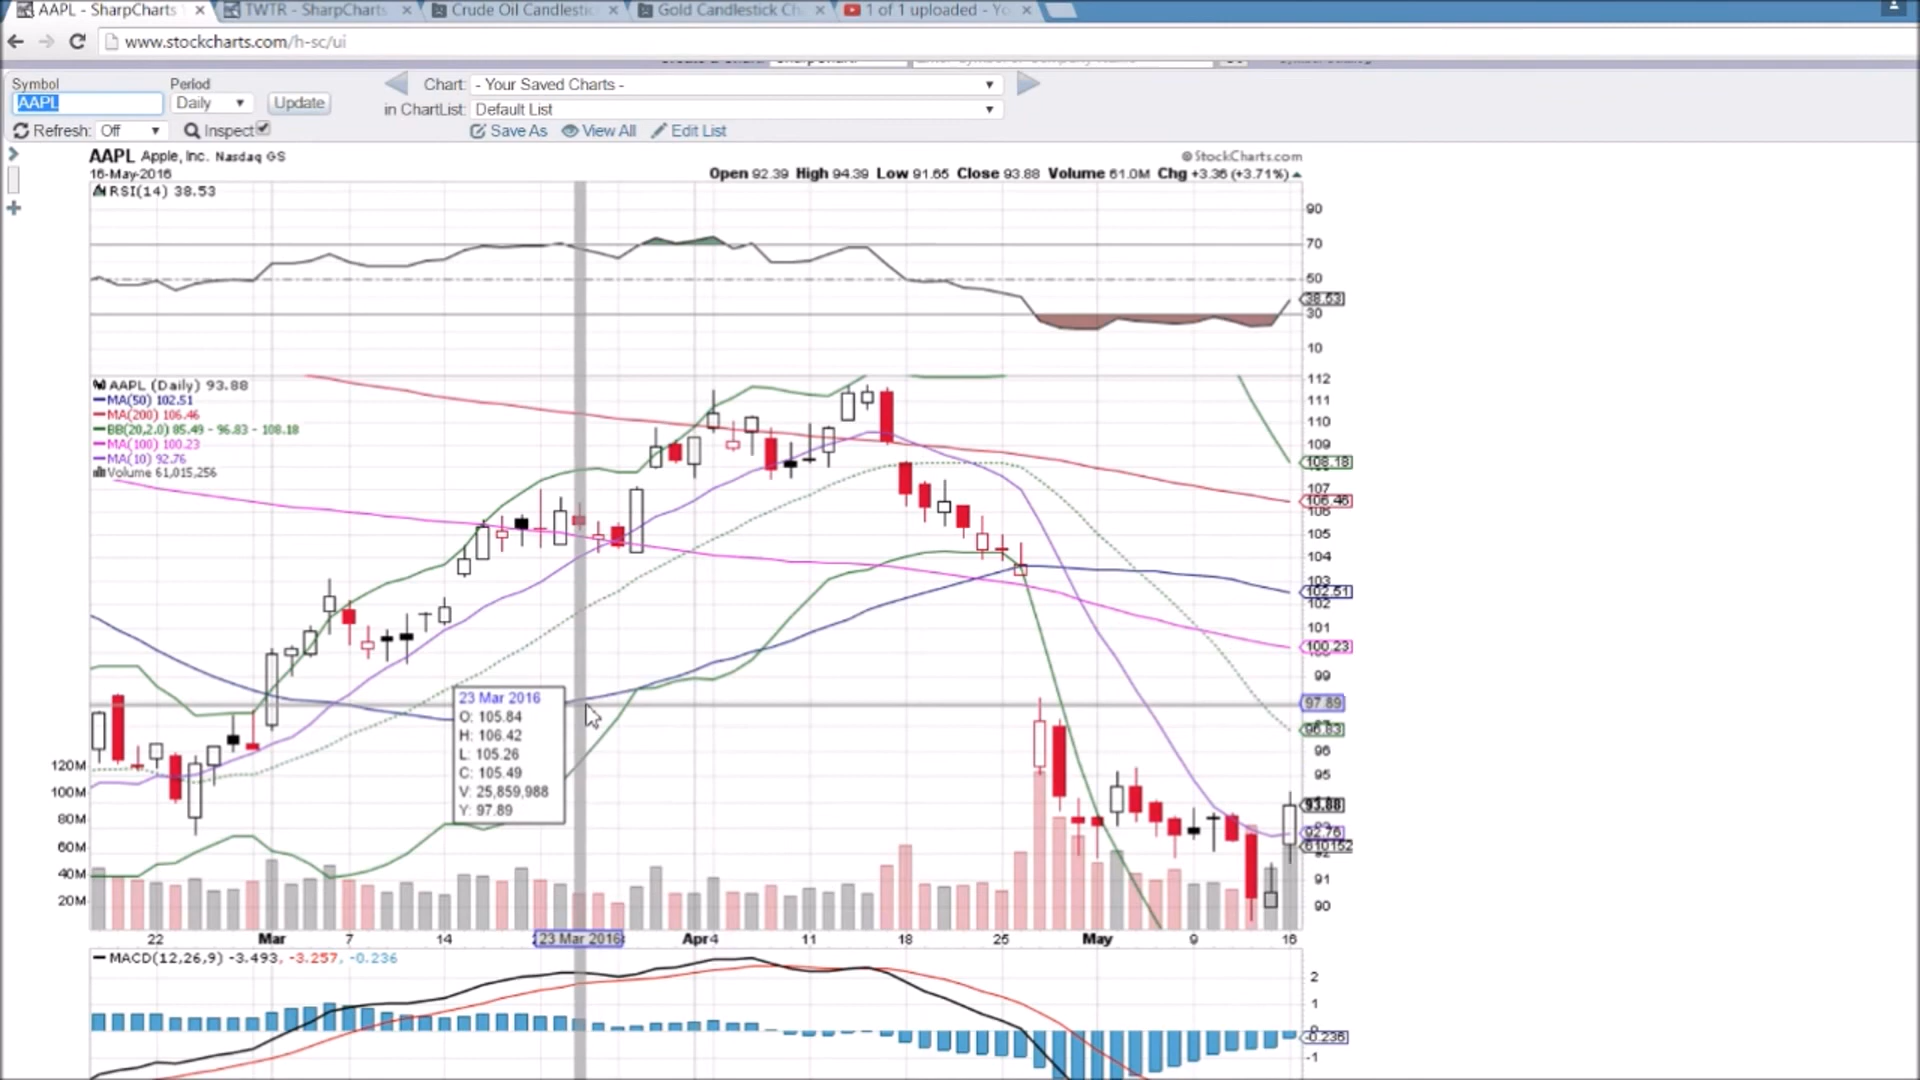 AAPL - SharpCharts
TWTR - SharpCharts
Crude Oil Candlestic
Gold Candlestick Ch
1 of 1 uploaded - Yo
www.stockcharts.com/h-sc/ui
Symbol
Period
AAPL
Daily
Update
Chart:
- Your Saved Charts -
in ChartList:
Default List
Refresh:
Off
Inspect
Save As
View All
Edit List
AAPL Apple, Inc. Nasdaq GS
© StockCharts.com
16-May-2016
Open 92.39 High 94.39 Low 91.65 Close 93.88 Volume 61.0M Chg +3.36 (+3.71%)
RSI(14) 38.53
90
70
50
38.53
30
10
AAPL (Daily) 93.88
MA(50) 102.51
MA(200) 106.46
BB(20,2.0) 85.49 - 96.83 - 108.18
MA(100) 100.23
MA(10) 92.76
Volume 61,015,256
112
111
110
109
108.18
107
106.46
106
105
104
103
102.51
102
101
100.23
99
97.89
96.83
96
95
93.88
92.76
610152
91
90
120M
100M
80M
60M
40M
20M
23 Mar 2016
O: 105.84
H: 106.42
L: 105.26
C: 105.49
V: 25,859,988
Y: 97.89
22
Mar
7
14
23 Mar 2016
Apr4
11
18
25
May
9
16
MACD(12,26,9) -3.493, -3.257, -0.236
2
1
0
-0.236
-1